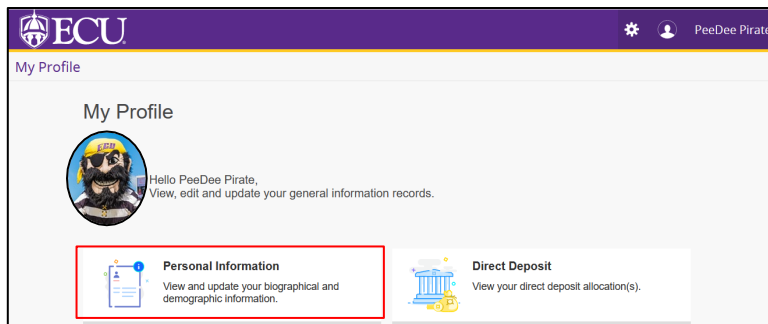 ECU
PeeDee Pirate
My Profile
My Profile
ECU
Hello PeeDee Pirate,
View, edit and update your general information records.
Personal Information
View and update your biographical and
demographic information.
Direct Deposit
View your direct deposit allocation(s).